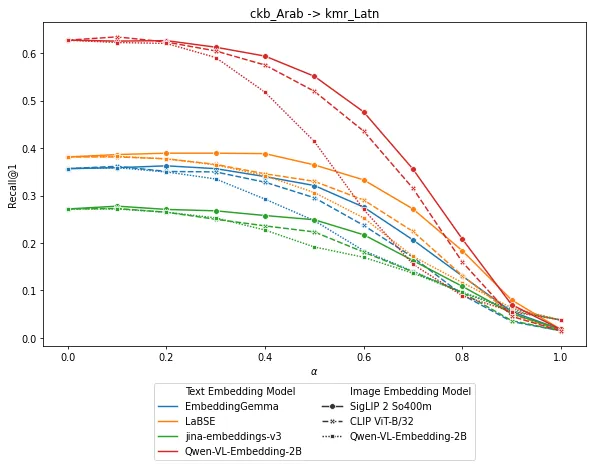 ckb_Arab -> kmr_Latn
Recall@1
0.6
0.5
0.4
0.3
0.2
0.1
0.0
0.0 0.2 0.4 0.6 0.8 1.0
α
Text Embedding Model
EmbeddingGemma
LaBSE
jina-embeddings-v3
Qwen-VL-Embedding-2B
Image Embedding Model
SigLIP 2 So400m
CLIP ViT-B/32
Qwen-VL-Embedding-2B